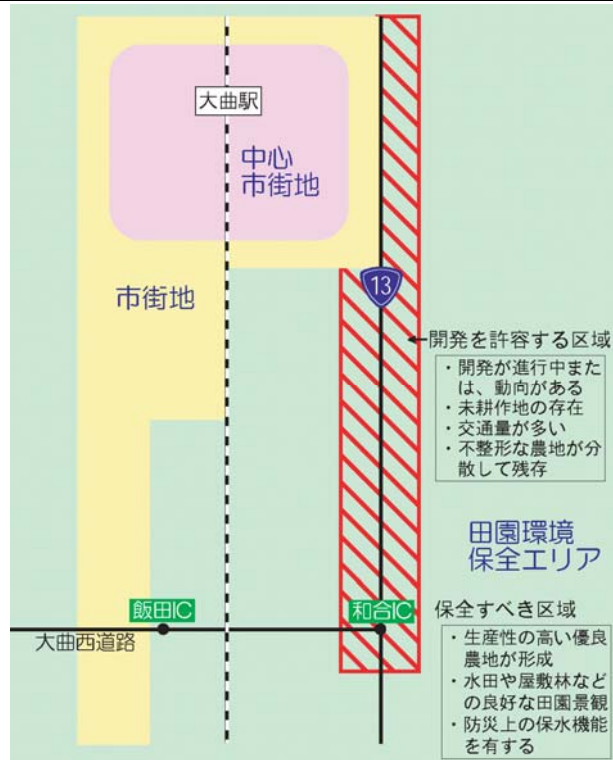 大曲駅
中心
市街地
市街地
13
開発を許容する区域
・開発が進行中また
は、動向がある
・未耕作地の存在
・交通量が多い
・不整形な農地が分
散して残存
田園環境
保全エリア
飯田IC
和合IC
大曲西道路
保全すべき区域
・生産性の高い優良
農地が形成
・水田や屋敷林など
の良好な田園景観
・防災上の保水機能
を有する